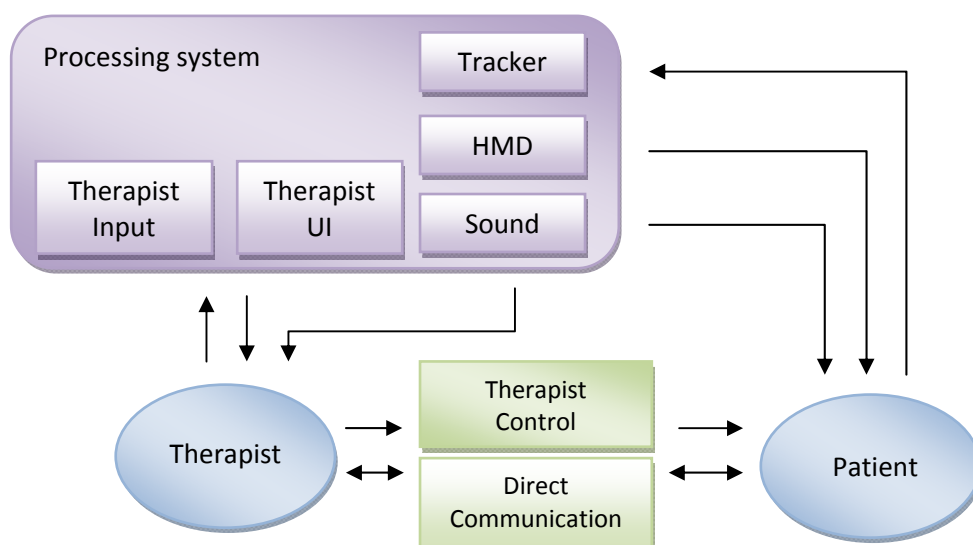 Processing system
Tracker
HMD
Therapist
Input
Therapist
UI
Sound
Therapist
Control
Therapist
Direct
Communication
Patient